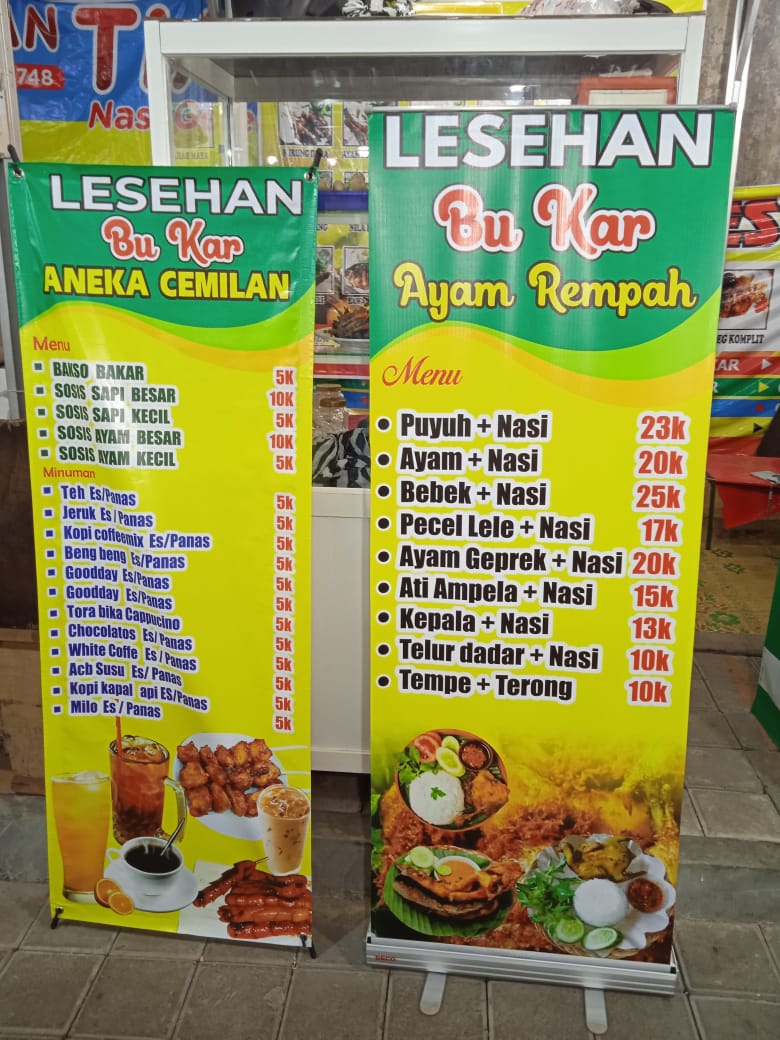 748
LESEHAN
Bu Kar
ANEKA CEMILAN
Menu
BAKSO BAKAR 5K
SOSIS SAPI BESAR 10K
SOSIS SAPI KECIL 5K
SOSIS AYAM BESAR 10K
SOSIS AYAM KECIL 5K
Minuman
Teh Es/Panas 5k
Jeruk Es/Panas 5k
Kopi coffeemix Es/Panas 5k
Beng beng Es/Panas 5k
Goodday Es/Panas 5k
Goodday Es/Panas 5k
Tora bika Cappucino 5k
Chocolatos Es/Panas 5k
White Coffe Es/Panas 5k
Acb Susu Es/Panas 5k
Kopi kapal api ES/Panas 5k
Milo Es/Panas 5k
LESEHAN
Bu Kar
Ayam Rempah
Menu
Puyuh + Nasi 23k
Ayam + Nasi 20k
Bebek + Nasi 25k
Pecel Lele + Nasi 17k
Ayam Geprek + Nasi 20k
Ati Ampela + Nasi 15k
Kepala + Nasi 13k
Telur dadar + Nasi 10k
Tempe + Terong 10k
KOMPLIT